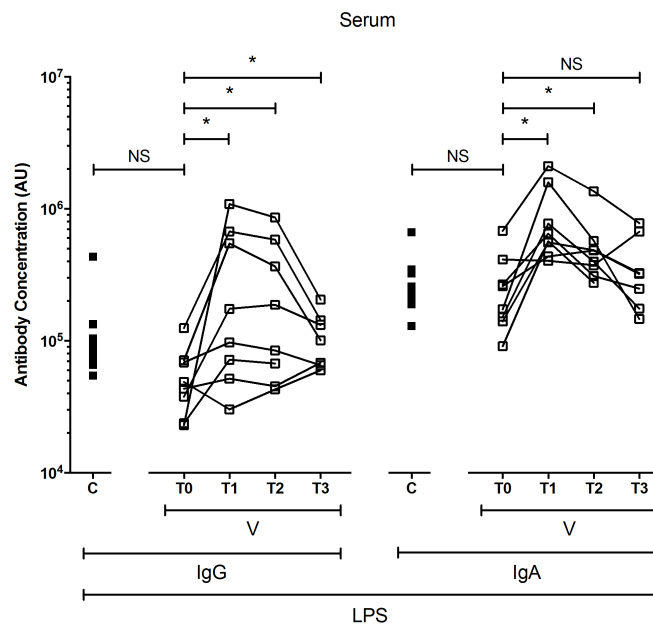 Serum
* NS
* *
* *
NS NS
Antibody Concentration (AU)
10^7
10^6
10^5
10^4
C T0 T1 T2 T3 C T0 T1 T2 T3
V V
IgG IgA
LPS